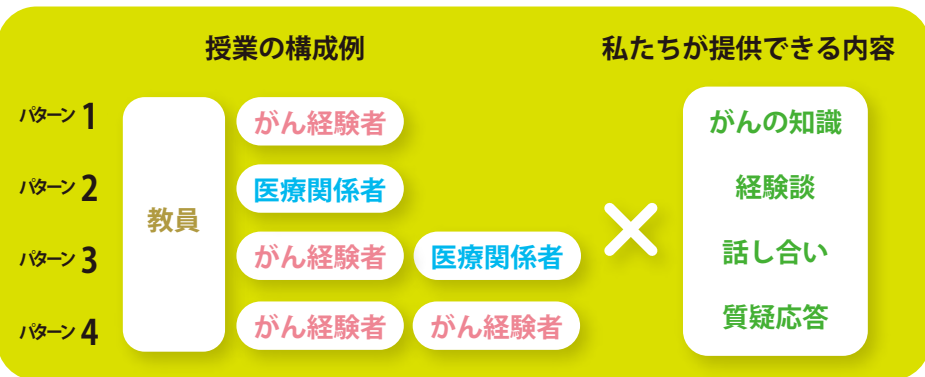 授業の構成例
私たちが提供できる内容
パターン 1
がん経験者
パターン 2
医療関係者
教員
パターン 3
がん経験者 医療関係者
パターン 4
がん経験者 がん経験者
×
がんの知識
経験談
話し合い
質疑応答